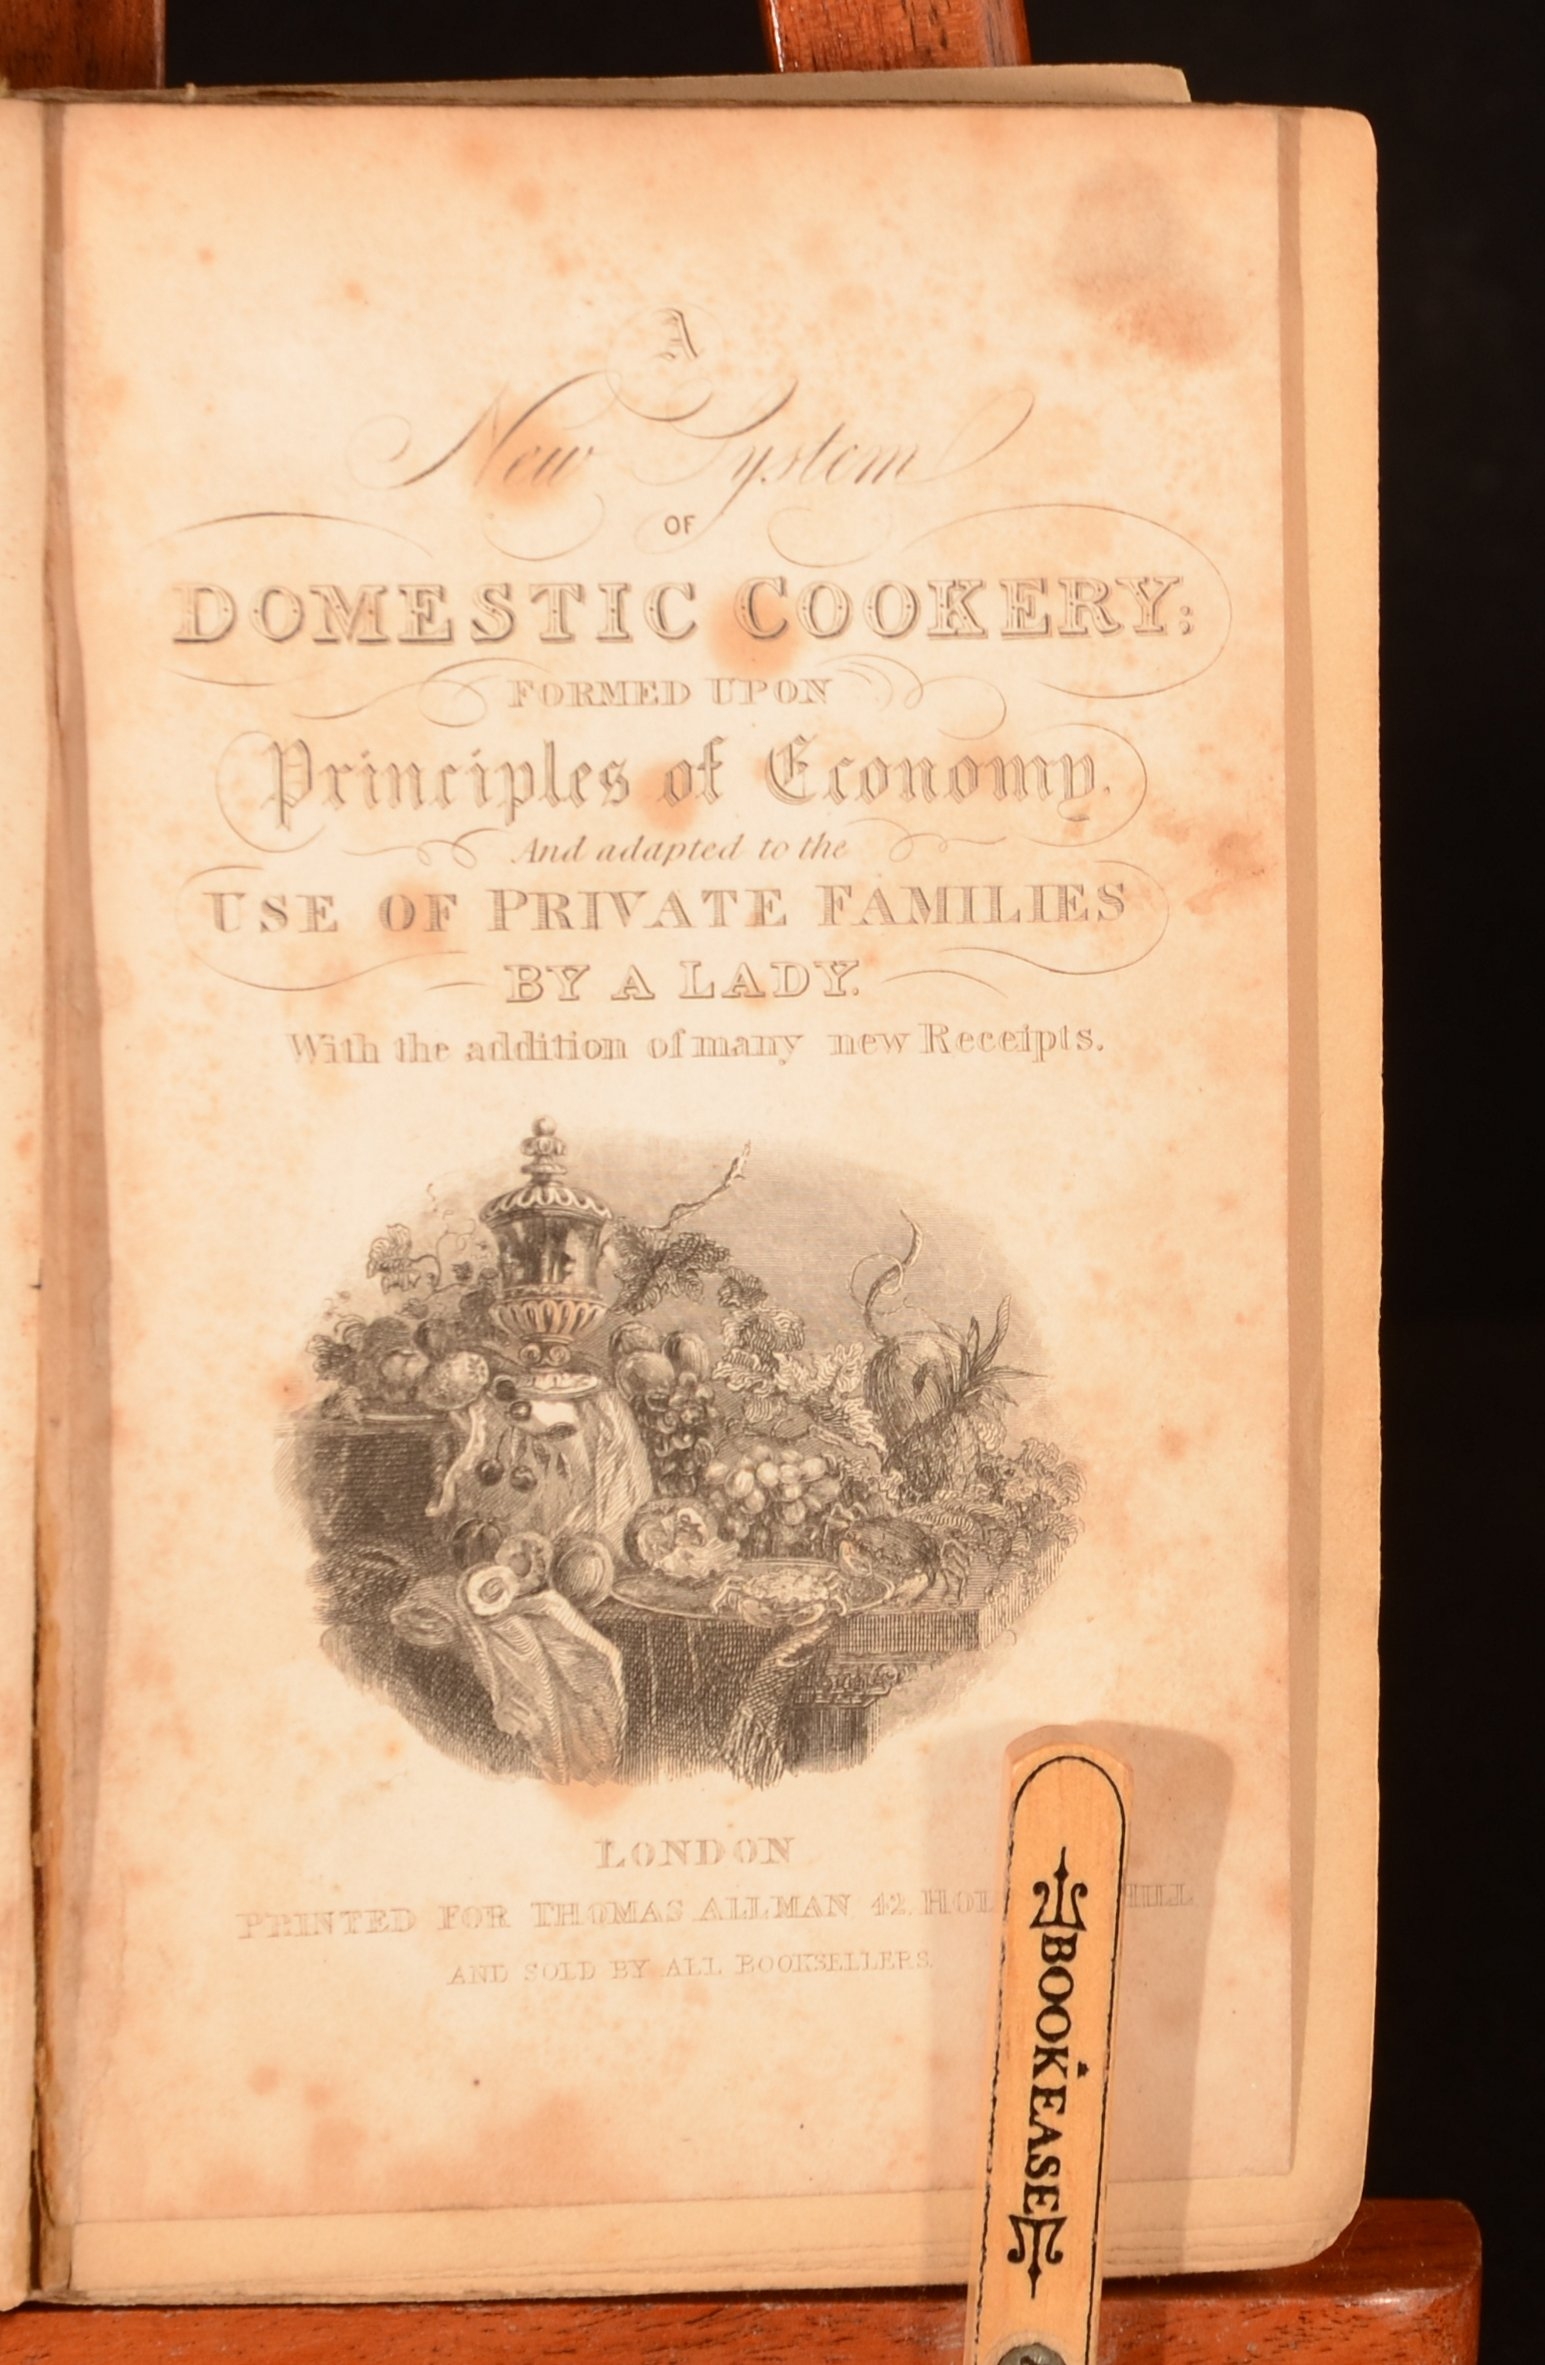 A
New System
OF
DOMESTIC COOKERY;
FORMED UPON
Principles of Economy.
And adapted to the
USE OF PRIVATE FAMILIES
BY A LADY.
With the addition of many new Receipts.
LONDON
PRINTED FOR THOMAS ALLMAN 42, HOL HILL
AND SOLD BY ALL BOOKSELLERS.
BOOKEASE